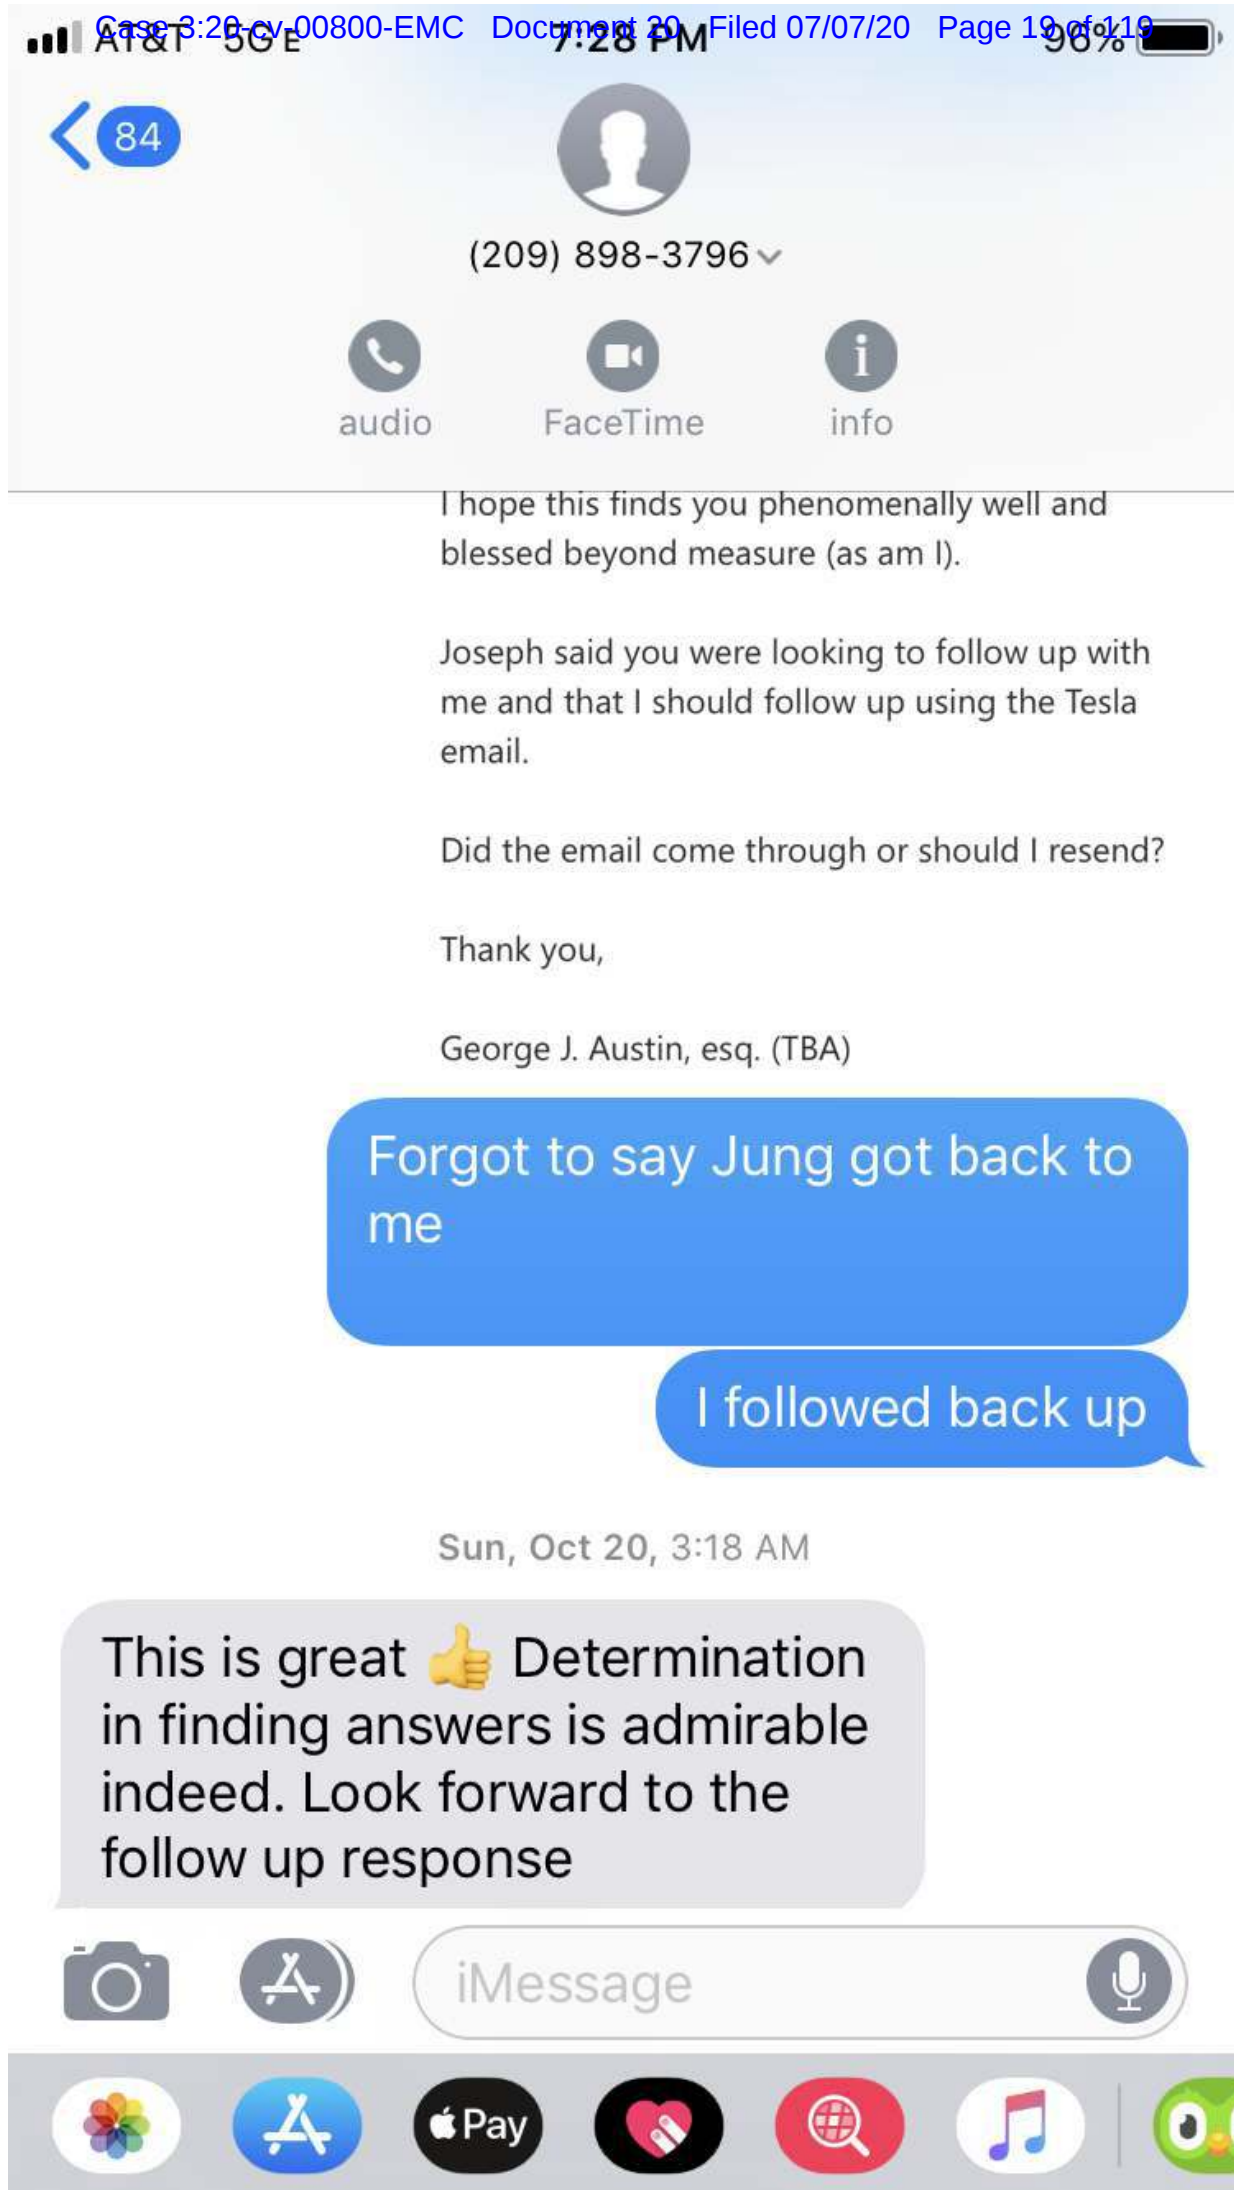 Case 3:20-cv-00800-EMC Document 20 Filed 07/07/20 Page 19 of 119
AT&T 5G E 7:28 PM 96%
84
(209) 898-3796
audio FaceTime info
I hope this finds you phenomenally well and
blessed beyond measure (as am I).
Joseph said you were looking to follow up with
me and that I should follow up using the Tesla
email.
Did the email come through or should I resend?
Thank you,
George J. Austin, esq. (TBA)
Forgot to say Jung got back to
me
I followed back up
Sun, Oct 20, 3:18 AM
This is great 👍 Determination
in finding answers is admirable
indeed. Look forward to the
follow up response
iMessage
Pay